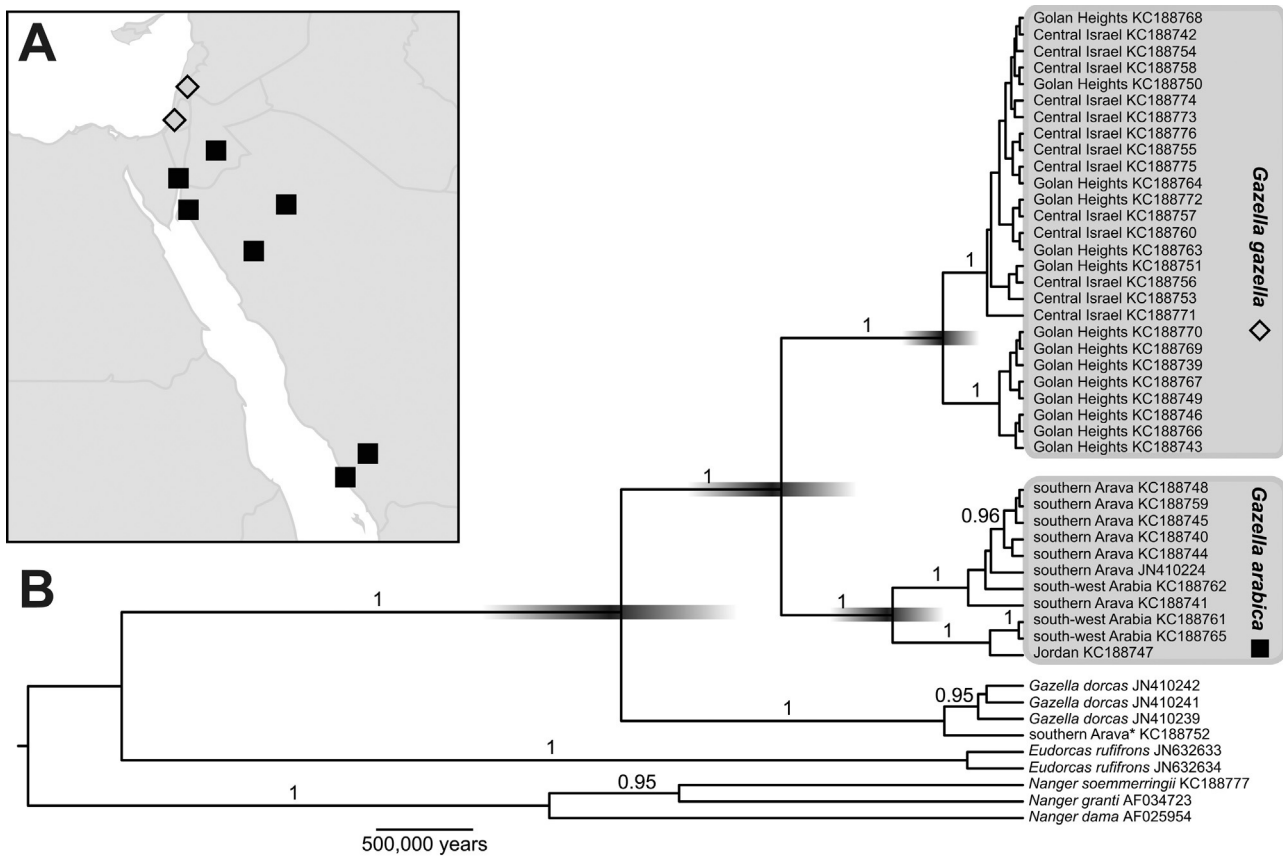 A
B
Golan Heights KC188768
Central Israel KC188742
Central Israel KC188754
Central Israel KC188758
Golan Heights KC188750
Central Israel KC188774
Central Israel KC188773
Central Israel KC188776
Central Israel KC188755
Central Israel KC188775
Golan Heights KC188764
Golan Heights KC188772
Central Israel KC188757
Central Israel KC188760
Golan Heights KC188763
Golan Heights KC188751
Central Israel KC188756
Central Israel KC188753
Central Israel KC188771
Golan Heights KC188770
Golan Heights KC188769
Golan Heights KC188739
Golan Heights KC188767
Golan Heights KC188749
Golan Heights KC188746
Golan Heights KC188766
Golan Heights KC188743
Gazella gazella
southern Arava KC188748
southern Arava KC188759
southern Arava KC188745
southern Arava KC188740
southern Arava KC188744
southern Arava JN410224
south-west Arabia KC188762
southern Arava KC188741
south-west Arabia KC188761
south-west Arabia KC188765
Jordan KC188747
Gazella arabica
Gazella dorcas JN410242
Gazella dorcas JN410241
Gazella dorcas JN410239
southern Arava* KC188752
Eudorcas rufifrons JN632633
Eudorcas rufifrons JN632634
Nanger soemmerringii KC188777
Nanger granti AF034723
Nanger dama AF025954
1
1
1
1
0.96
1
1
1
1
1
0.95
1
1
0.95
1
500,000 years